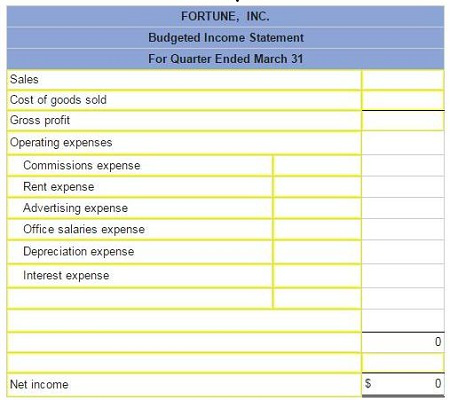 FORTUNE, INC.
Budgeted Income Statement
For Quarter Ended March 31
Sales
Cost of goods sold
Gross profit
Operating expenses
Commissions expense
Rent expense
Advertising expense
Office salaries expense
Depreciation expense
Interest expense
0
Net income $ 0